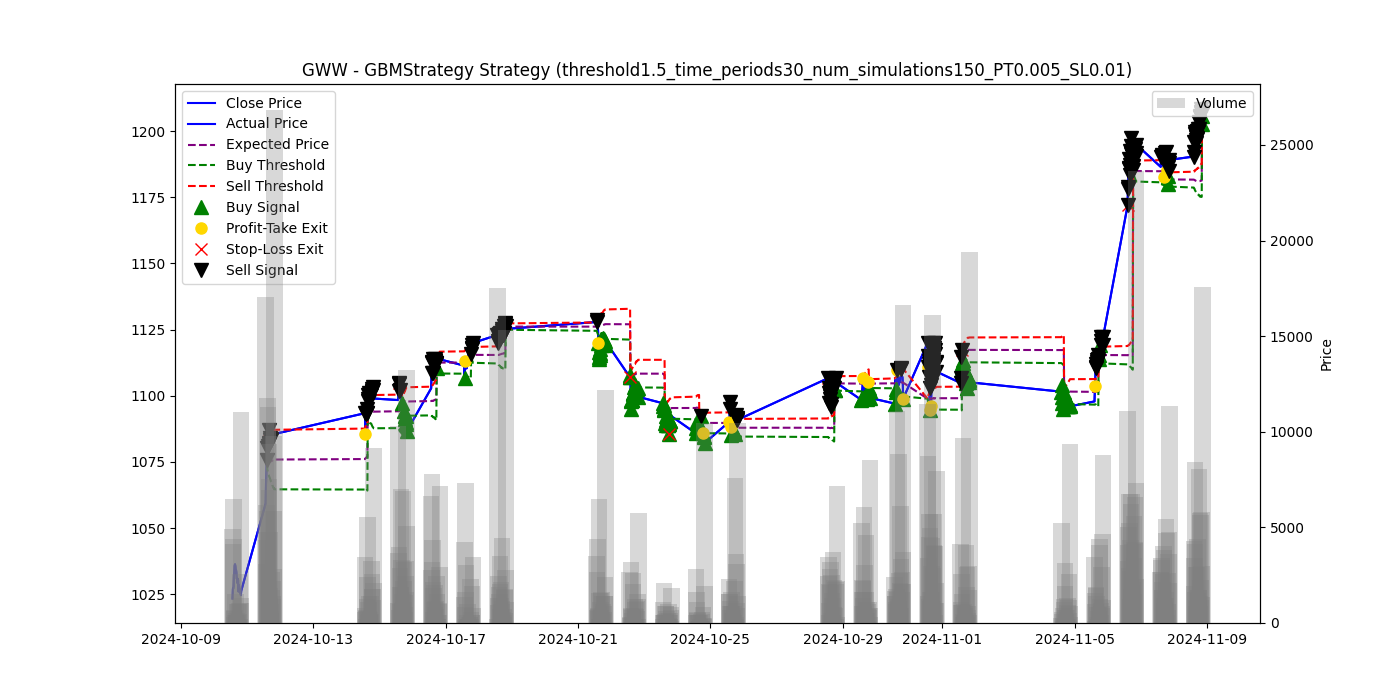 GWW - GBMStrategy Strategy (threshold1.5_time_periods30_num_simulations150_PT0.005_SL0.01)
Close Price
Actual Price
Expected Price
Buy Threshold
Sell Threshold
Buy Signal
Profit-Take Exit
Stop-Loss Exit
Sell Signal
Volume
1200
1175
1150
1125
1100
1075
1050
1025
25000
20000
15000
10000
5000
0
Price
2024-10-09
2024-10-13
2024-10-17
2024-10-21
2024-10-25
2024-10-29
2024-11-01
2024-11-05
2024-11-09